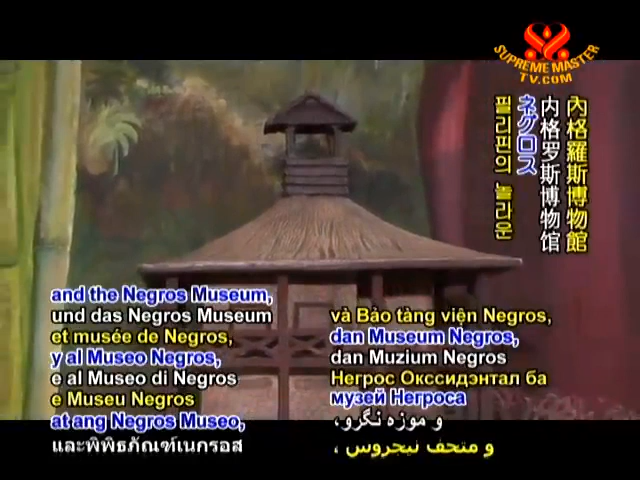 SUPREME MASTER
TV.COM
內格羅斯博物館
内格罗斯博物馆
ネグロス
필리핀의 놀라운
and the Negros Museum,
und das Negros Museum
et musée de Negros,
y al Museo Negros,
e al Museo di Negros
e Museu Negros
at ang Negros Museo,
และพิพิธภัณฑ์เนกรอส
và Bảo tàng viện Negros,
dan Museum Negros,
dan Muzium Negros
Негрос Окссидэнтал ба
музей Негроса
و موزه نگرو،
و متحف نيجروس ،